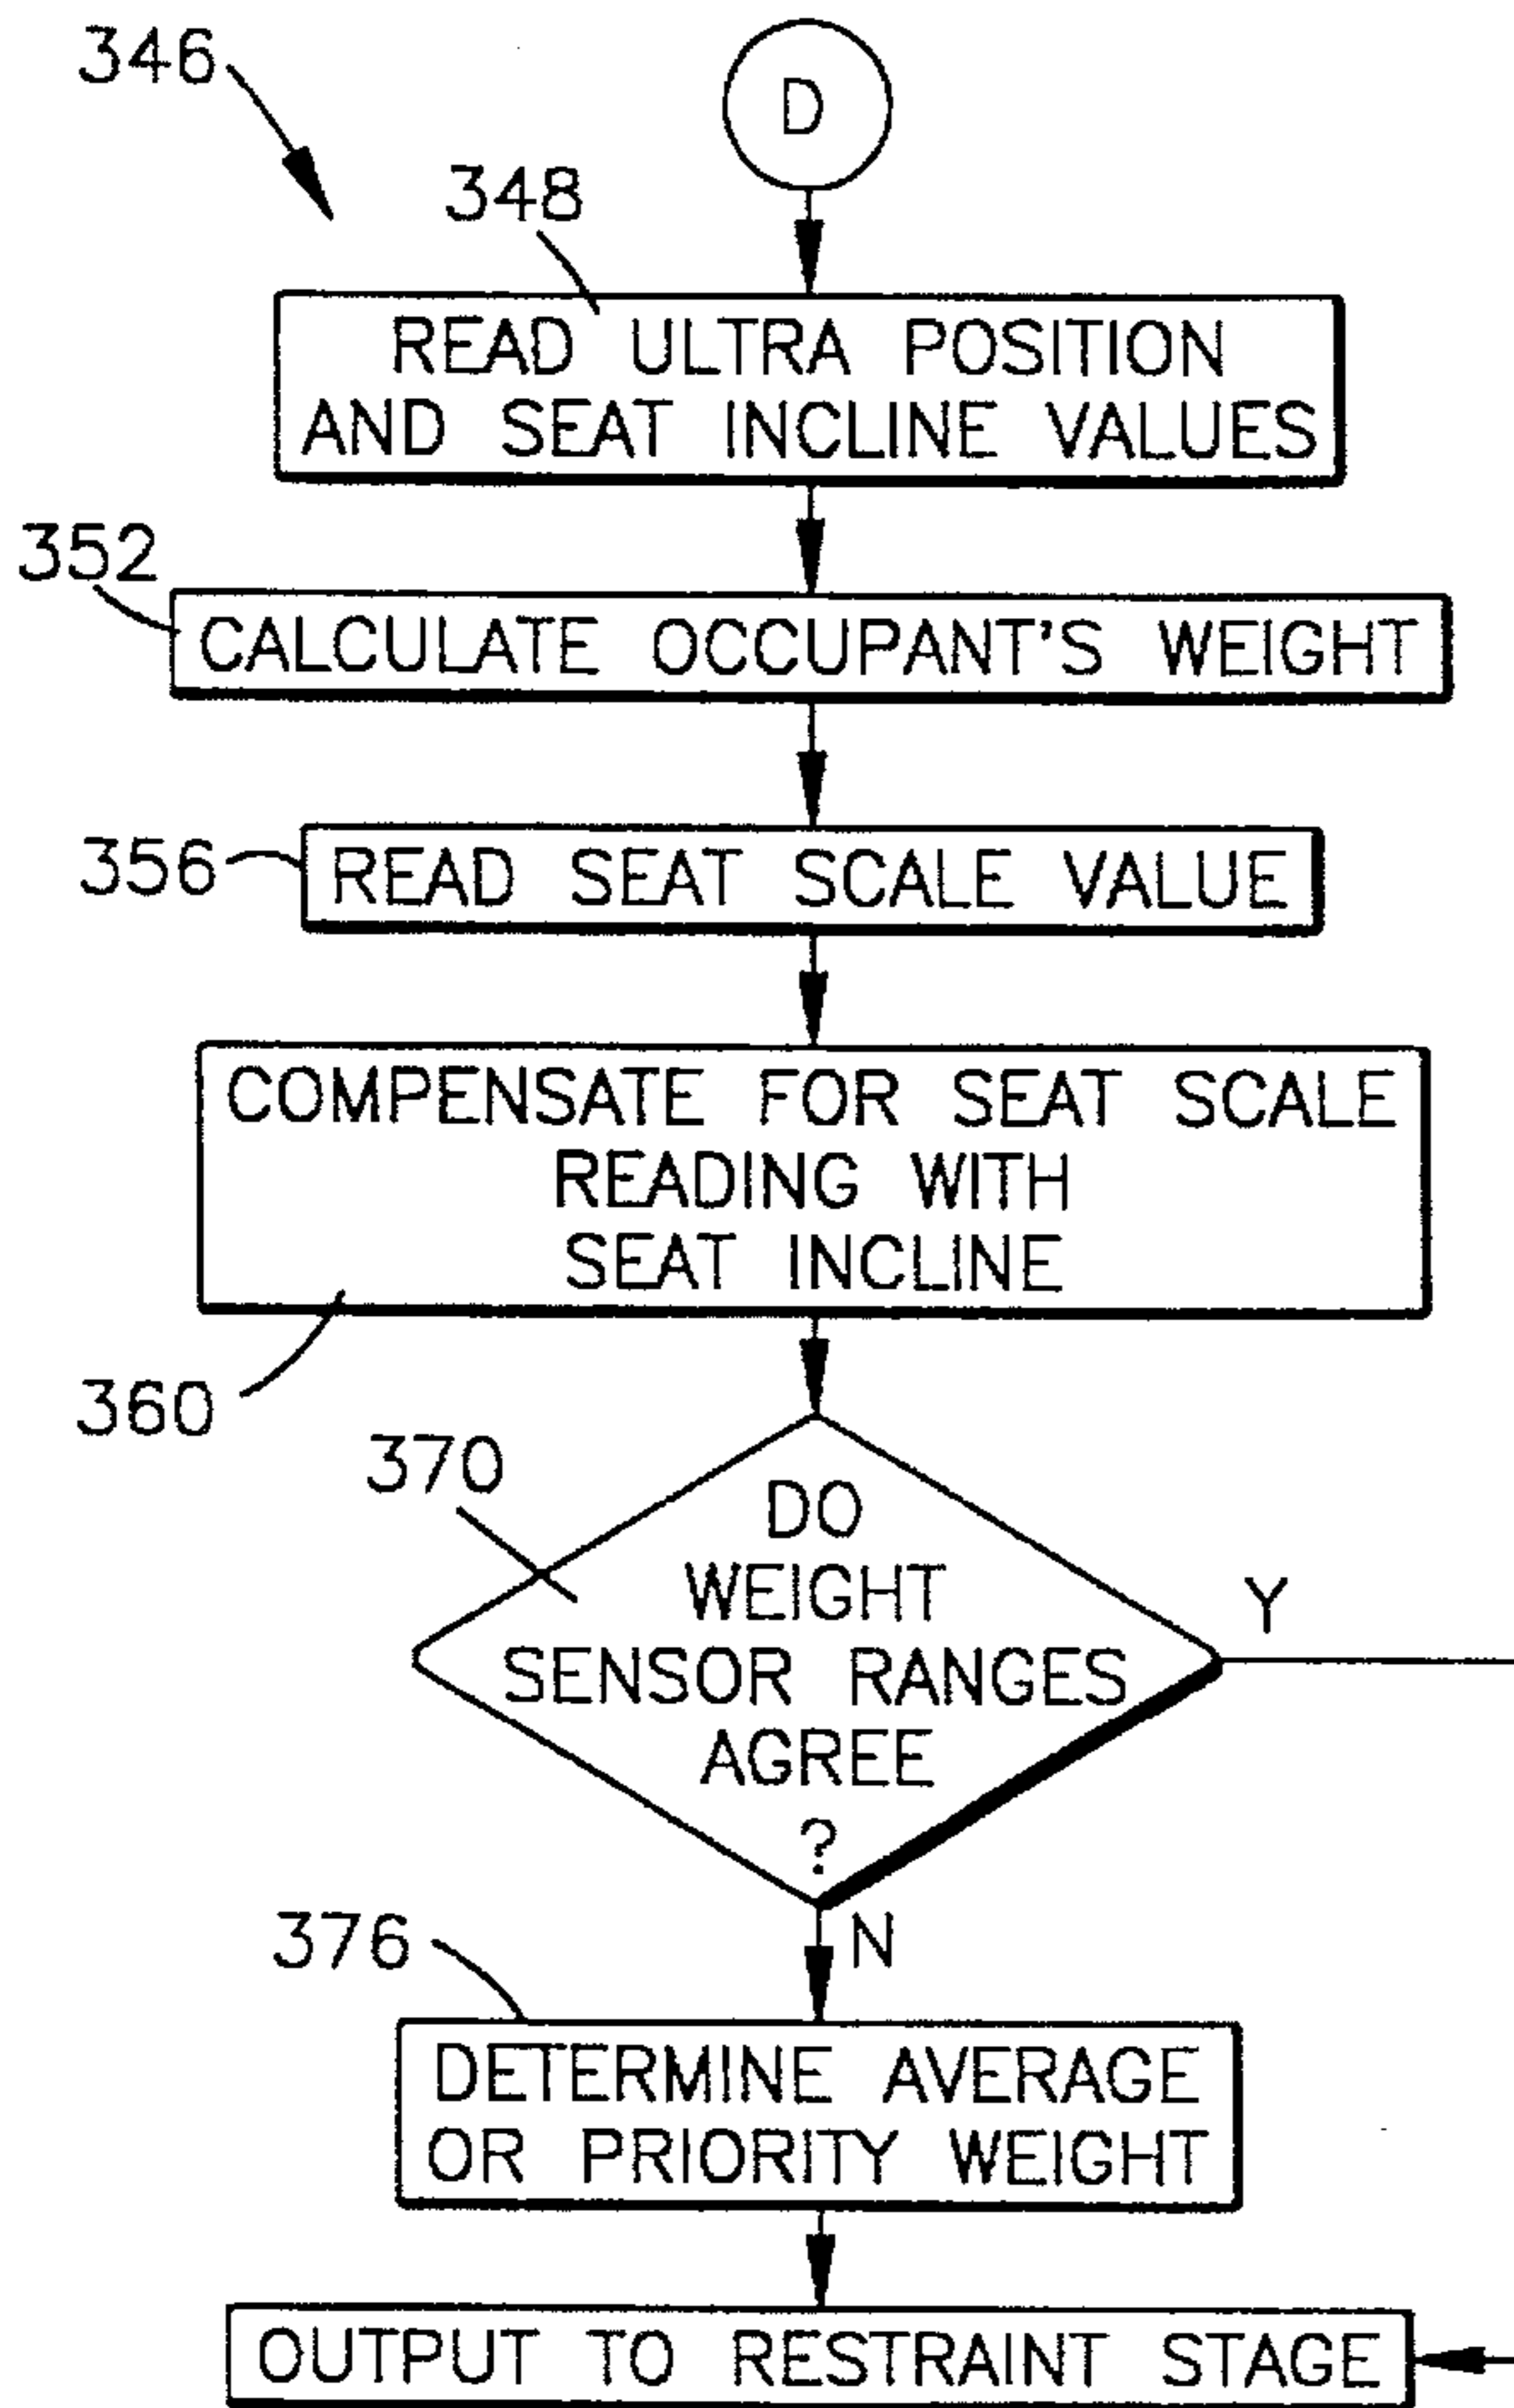 346
D
348
READ ULTRA POSITION
AND SEAT INCLINE VALUES
352
CALCULATE OCCUPANT'S WEIGHT
356
READ SEAT SCALE VALUE
COMPENSATE FOR SEAT SCALE
READING WITH
SEAT INCLINE
360
370
DO
WEIGHT
SENSOR RANGES
AGREE
?
Y
N
376
DETERMINE AVERAGE
OR PRIORITY WEIGHT
OUTPUT TO RESTRAINT STAGE